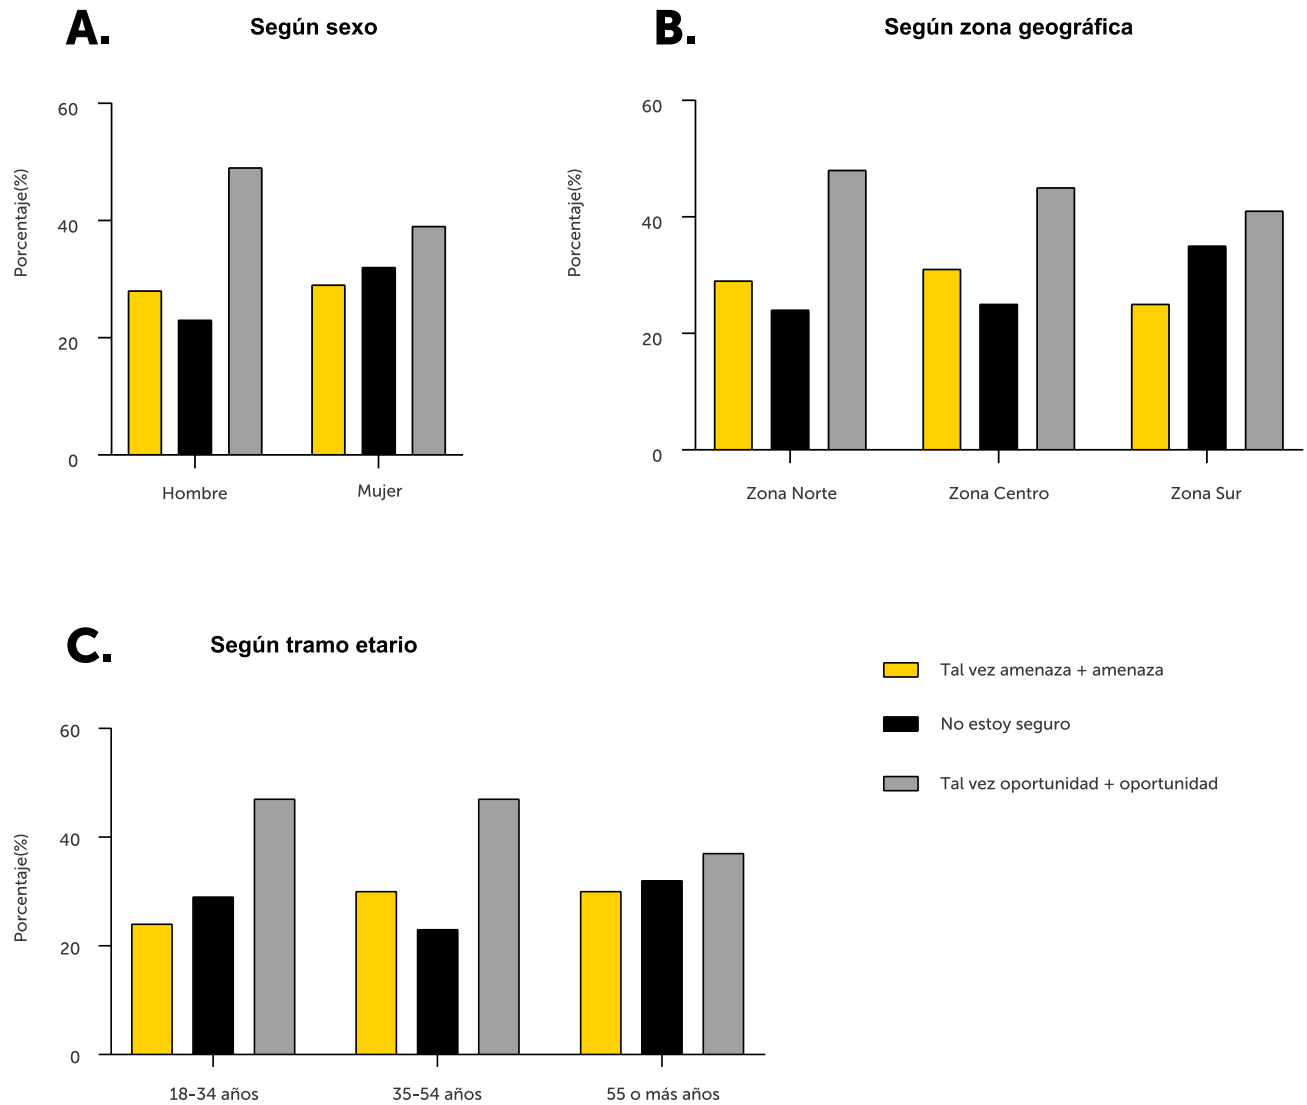 A.
Según sexo
Porcentaje(%)
60
40
20
0
Hombre
Mujer
B.
Según zona geográfica
Porcentaje(%)
60
40
20
0
Zona Norte
Zona Centro
Zona Sur
C.
Según tramo etario
Porcentaje(%)
60
40
20
0
18-34 años
35-54 años
55 o más años
Tal vez amenaza + amenaza
No estoy seguro
Tal vez oportunidad + oportunidad